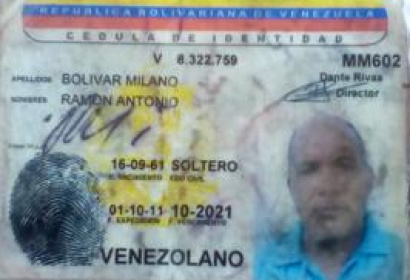 REPUBLICA BOLIVARIANA DE VENEZUELA
CÉDULA DE IDENTIDAD
V 8.322.759 MM602
APELLIDOS BOLIVAR MILANO Dante Rivas
Director
NOMBRES RAMON ANTONIO
16-09-61 SOLTERO
F. NACIMIENTO EDO CIVIL
01-10-11 10-2021
F. EXPEDICION F. VENCIMIENTO
VENEZOLANO